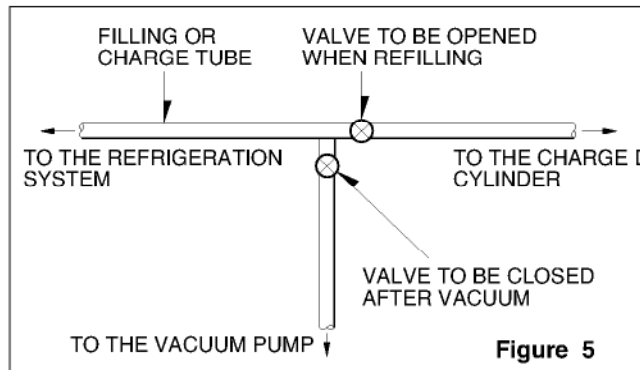 FILLING OR
CHARGE TUBE
VALVE TO BE OPENED
WHEN REFILLING
TO THE REFRIGERATION
SYSTEM
TO THE CHARGE D
CYLINDER
VALVE TO BE CLOSED
AFTER VACUUM
TO THE VACUUM PUMP
Figure 5